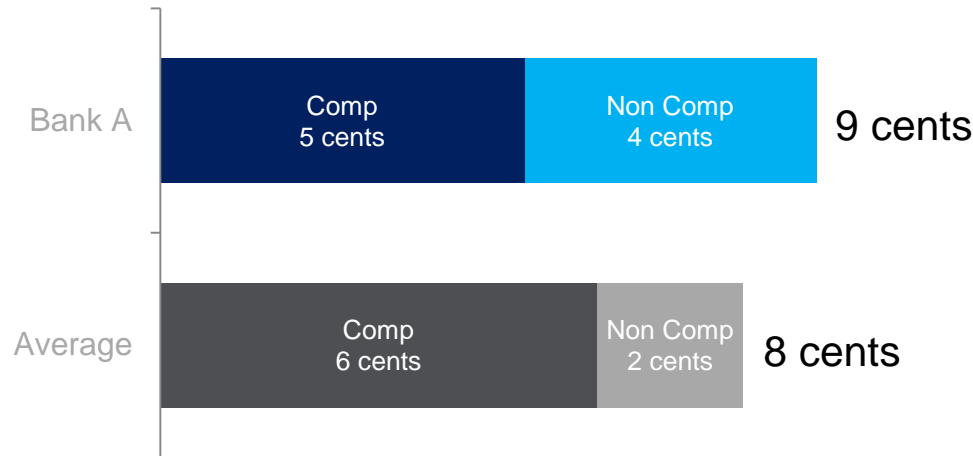 Bank A
Comp
5 cents
Non Comp
4 cents
9 cents
Average
Comp
6 cents
Non Comp
2 cents
8 cents